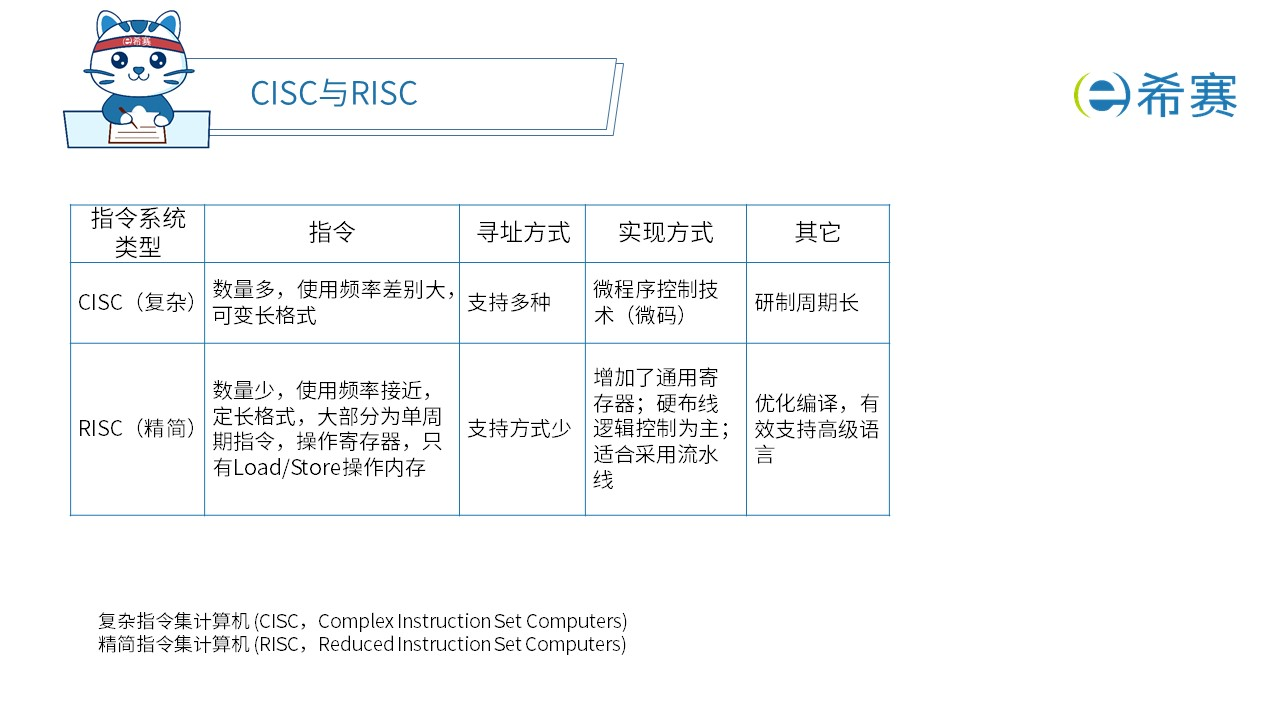 希赛
CISC与RISC
希赛
指令系统
类型
指令
寻址方式
实现方式
其它
CISC（复杂）
数量多，使用频率差别大，
可变长格式
支持多种
微程序控制技
术（微码）
研制周期长
RISC（精简）
数量少，使用频率接近，
定长格式，大部分为单周
期指令，操作寄存器，只
有Load/Store操作内存
支持方式少
增加了通用寄
存器；硬布线
逻辑控制为主；
适合采用流水
线
优化编译，有
效支持高级语
言
复杂指令集计算机 (CISC，Complex Instruction Set Computers)
精简指令集计算机 (RISC，Reduced Instruction Set Computers)